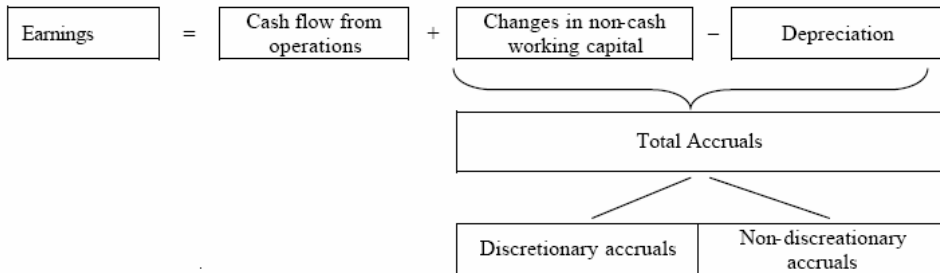 Earnings = Cash flow from operations + Changes in non-cash working capital – Depreciation
Total Accruals
Discretionary accruals
Non-discreationary
accruals